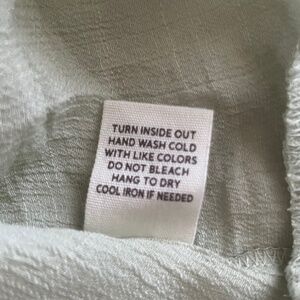 TURN INSIDE OUT
HAND WASH COLD
WITH LIKE COLORS
DO NOT BLEACH
HANG TO DRY
COOL IRON IF NEEDED